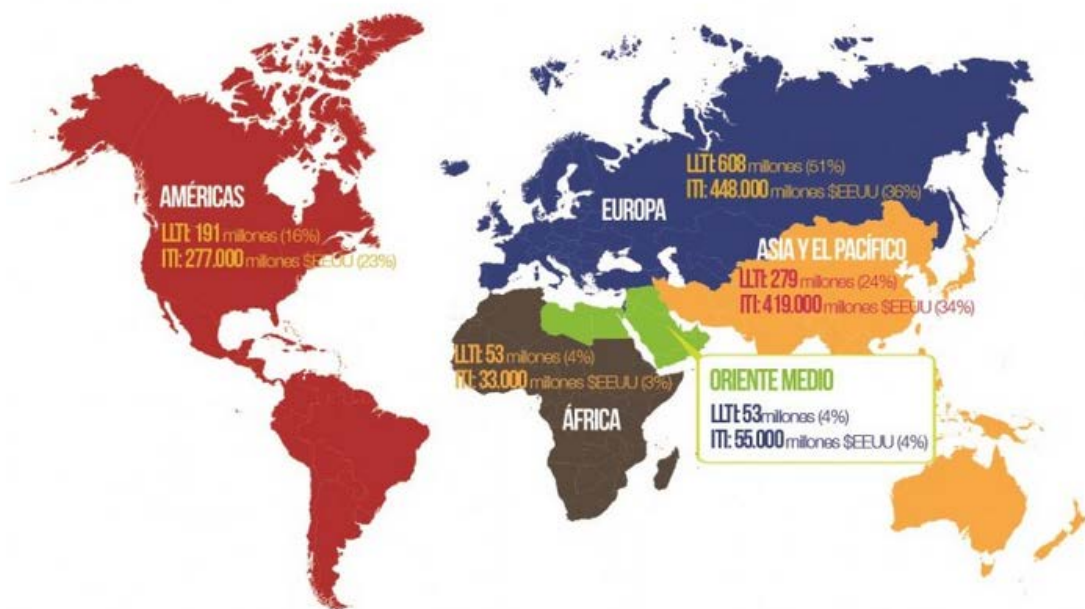 AMÉRICAS
LLTI: 191 millones (16%)
ITI: 277.000 millones $EEUU (23%)
EUROPA
LLTI: 608 millones (51%)
ITI: 448.000 millones $EEUU (36%)
ASIA Y EL PACÍFICO
LLTI: 279 millones (24%)
ITI: 419.000 millones $EEUU (34%)
LLTI: 53 millones (4%)
ITI: 33.000 millones $EEUU (3%)
ÁFRICA
ORIENTE MEDIO
LLTI: 53 millones (4%)
ITI: 55.000 millones $EEUU (4%)